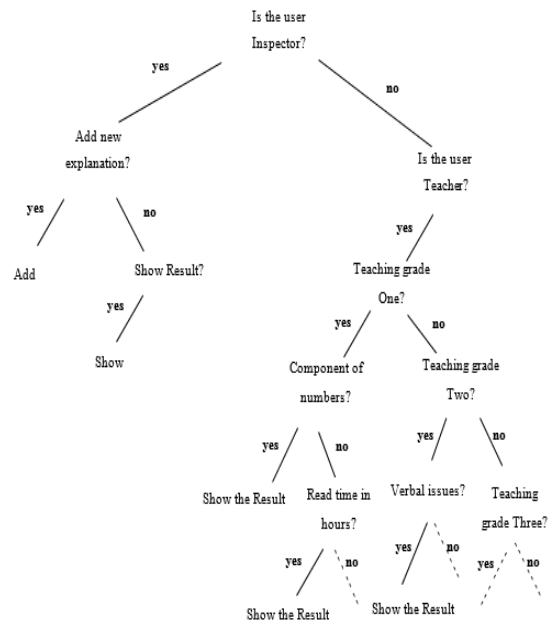 Is the user
Inspector?
yes
no
Add new
explanation?
Is the user
Teacher?
yes
no
yes
Add
Show Result?
Teaching grade
One?
yes
yes
no
Show
Component of
numbers?
Teaching grade
Two?
yes
no
yes
no
Show the Result
Read time in
hours?
Verbal issues?
Teaching
grade Three?
yes
no
yes
no
yes
no
Show the Result
Show the Result